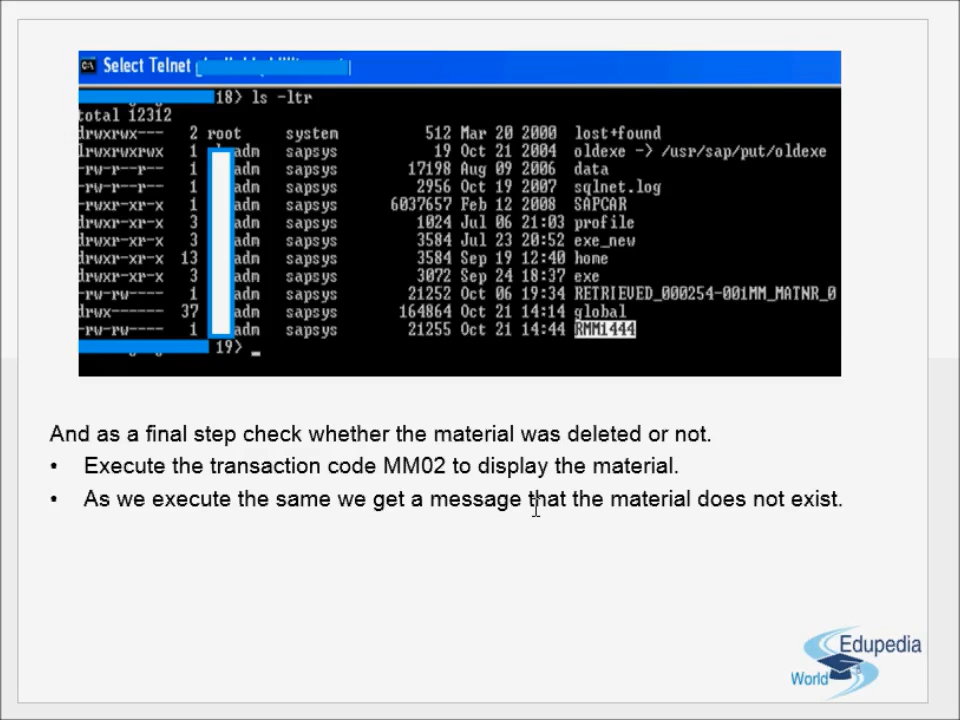 Select Telnet
18> ls -ltr
total 12312
drwxrwx--- 2 root system 512 Mar 20 2000 lost+found
lrwxrwxrwx 1 adm sapsys 19 Oct 21 2004 oldexe -> /usr/sap/put/oldexe
-rw-r--r-- 1 adm sapsys 17198 Aug 09 2006 data
-rw-r--r-- 1 adm sapsys 2956 Oct 19 2007 sqlnet.log
-rwxr-xr-x 1 adm sapsys 6037657 Feb 12 2008 SAPCAR
drwxr-xr-x 3 adm sapsys 1024 Jul 06 21:03 profile
drwxr-xr-x 3 adm sapsys 3584 Jul 23 20:52 exe_new
drwxr-xr-x 13 adm sapsys 3584 Sep 19 12:40 home
drwxr-xr-x 3 adm sapsys 3072 Sep 24 18:37 exe
-rw-rw---- 1 adm sapsys 21252 Oct 06 19:34 RETRIEVED_000254-001MM_MATNR_0
drwx------ 37 adm sapsys 164864 Oct 21 14:14 global
-rw-rw---- 1 adm sapsys 21255 Oct 21 14:44 RMM1444
19>
And as a final step check whether the material was deleted or not.
• Execute the transaction code MM02 to display the material.
• As we execute the same we get a message that the material does not exist.
Edupedia
World